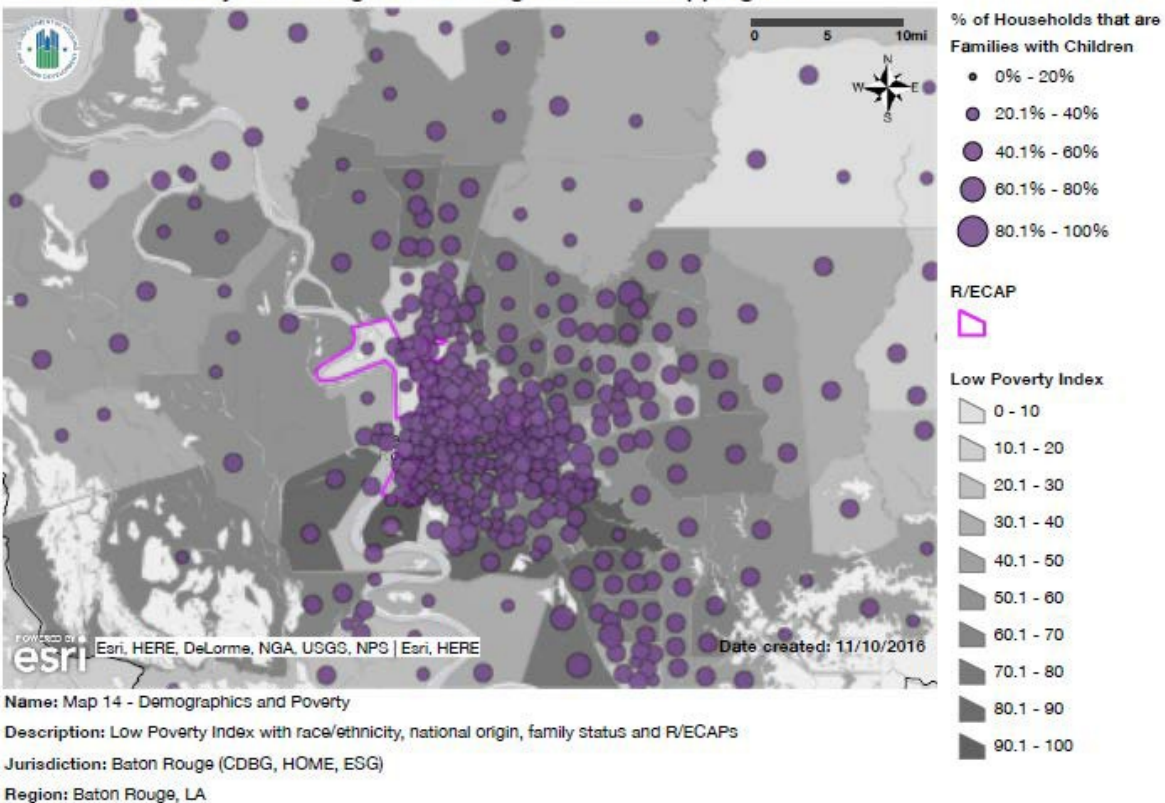 0 5 10mi
N
W E
S
% of Households that are
Families with Children
0% - 20%
20.1% - 40%
40.1% - 60%
60.1% - 80%
80.1% - 100%
R/ECAP
Low Poverty Index
0 - 10
10.1 - 20
20.1 - 30
30.1 - 40
40.1 - 50
50.1 - 60
60.1 - 70
70.1 - 80
80.1 - 90
90.1 - 100
POWERED BY
esri
Esri, HERE, DeLorme, NGA, USGS, NPS | Esri, HERE
Date created: 11/10/2016
Name: Map 14 - Demographics and Poverty
Description: Low Poverty Index with race/ethnicity, national origin, family status and R/ECAPs
Jurisdiction: Baton Rouge (CDBG, HOME, ESG)
Region: Baton Rouge, LA